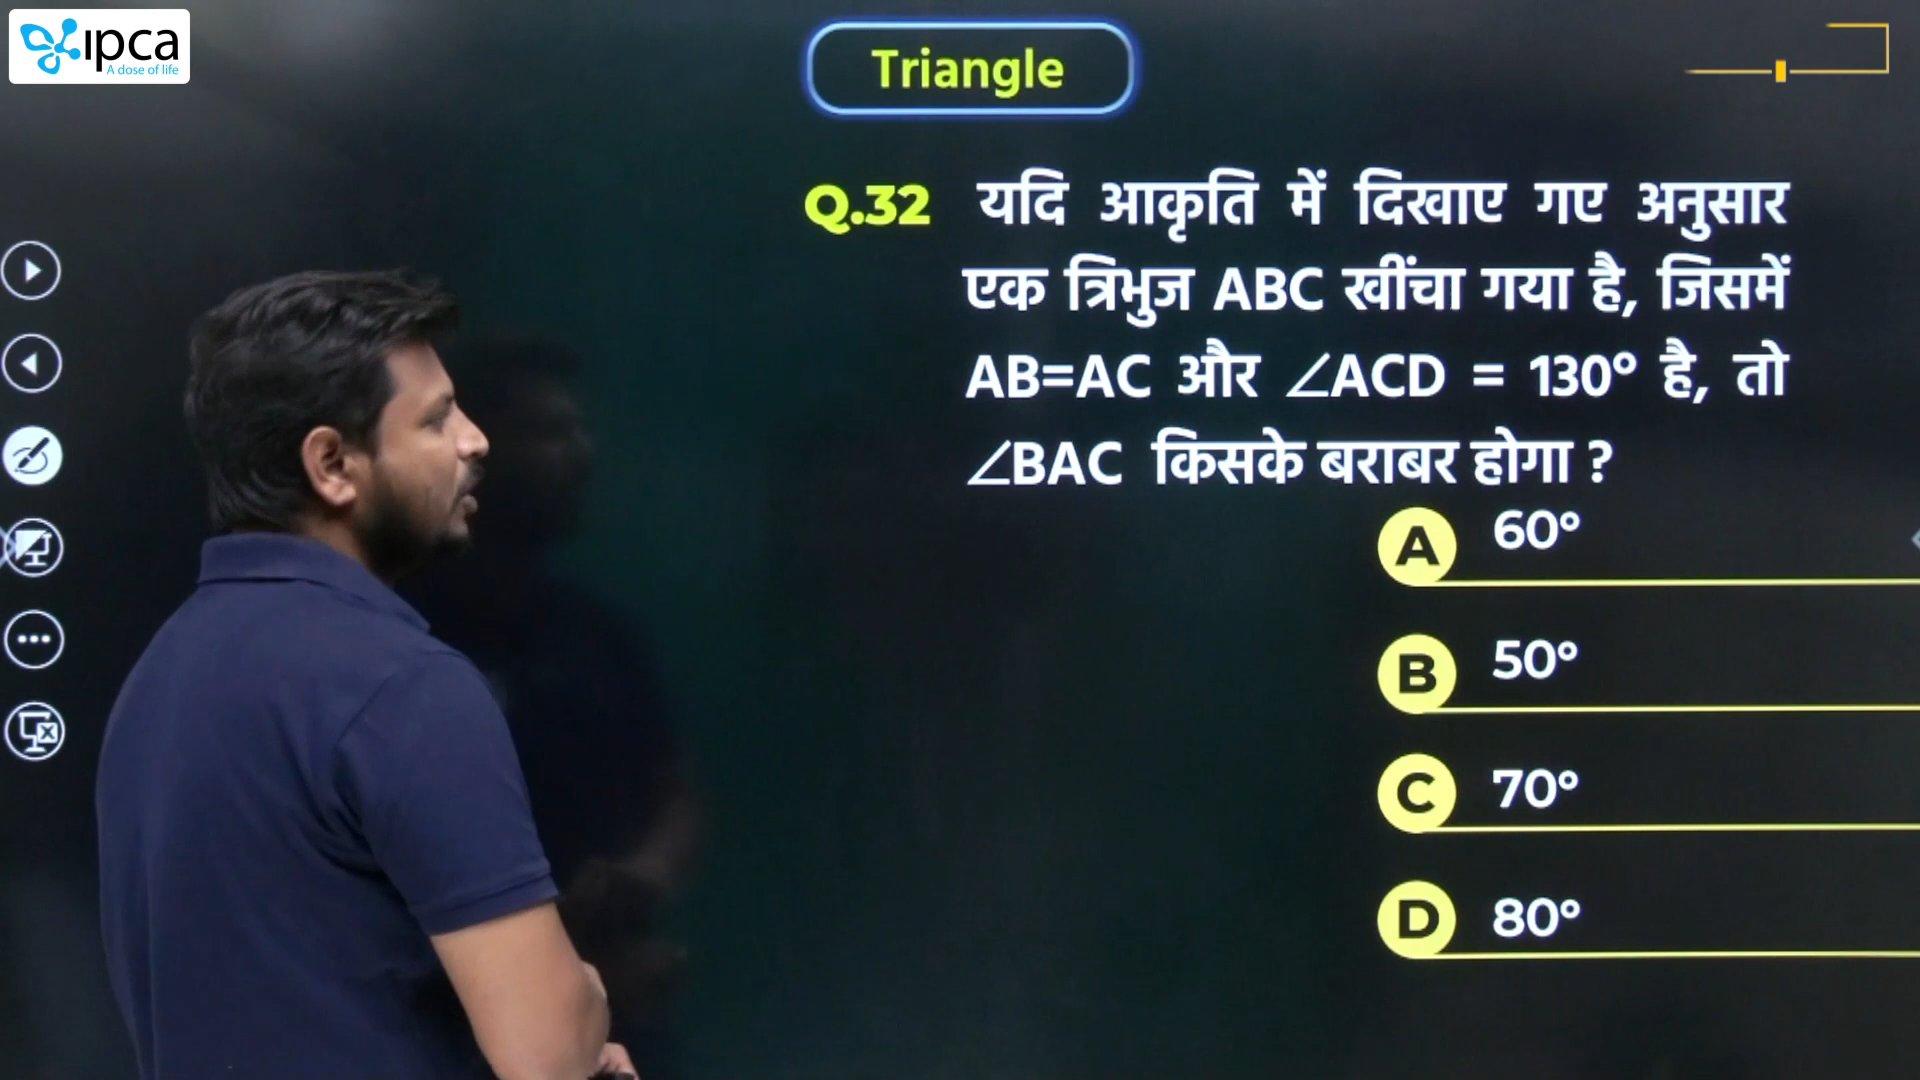 ipca
A dose of life
Triangle
Q.32 यदि आकृति में दिखाए गए अनुसार
एक त्रिभुज ABC खींचा गया है, जिसमें
AB=AC और ∠ACD = 130° है, तो
∠BAC किसके बराबर होगा ?
A 60°
B 50°
C 70°
D 80°